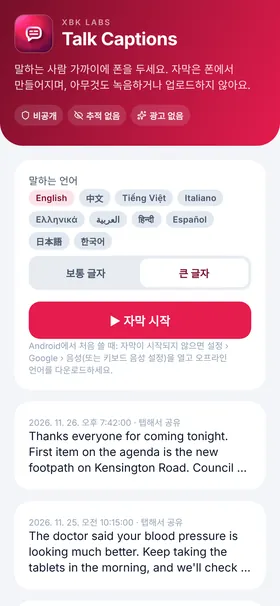 XBK LABS
Talk Captions
말하는 사람 가까이에 폰을 두세요. 자막은 폰에서
만들어지며, 아무것도 녹음하거나 업로드하지 않아요.
비공개
추적 없음
광고 없음
말하는 언어
English 中文 Tiếng Việt Italiano
Ελληνικά العربية हिन्दी Español
日本語 한국어
보통 글자 큰 글자
▶ 자막 시작
Android에서 처음 쓸 때: 자막이 시작되지 않으면 설정 ›
Google › 음성(또는 키보드 음성 설정)을 열고 오프라인
언어를 다운로드하세요.
2026. 11. 26. 오후 7:42:00 · 탭해서 공유
Thanks everyone for coming tonight.
First item on the agenda is the new
footpath on Kensington Road. Council ...
2026. 11. 25. 오전 10:15:00 · 탭해서 공유
The doctor said your blood pressure is
looking much better. Keep taking the
tablets in the morning, and we'll check ...